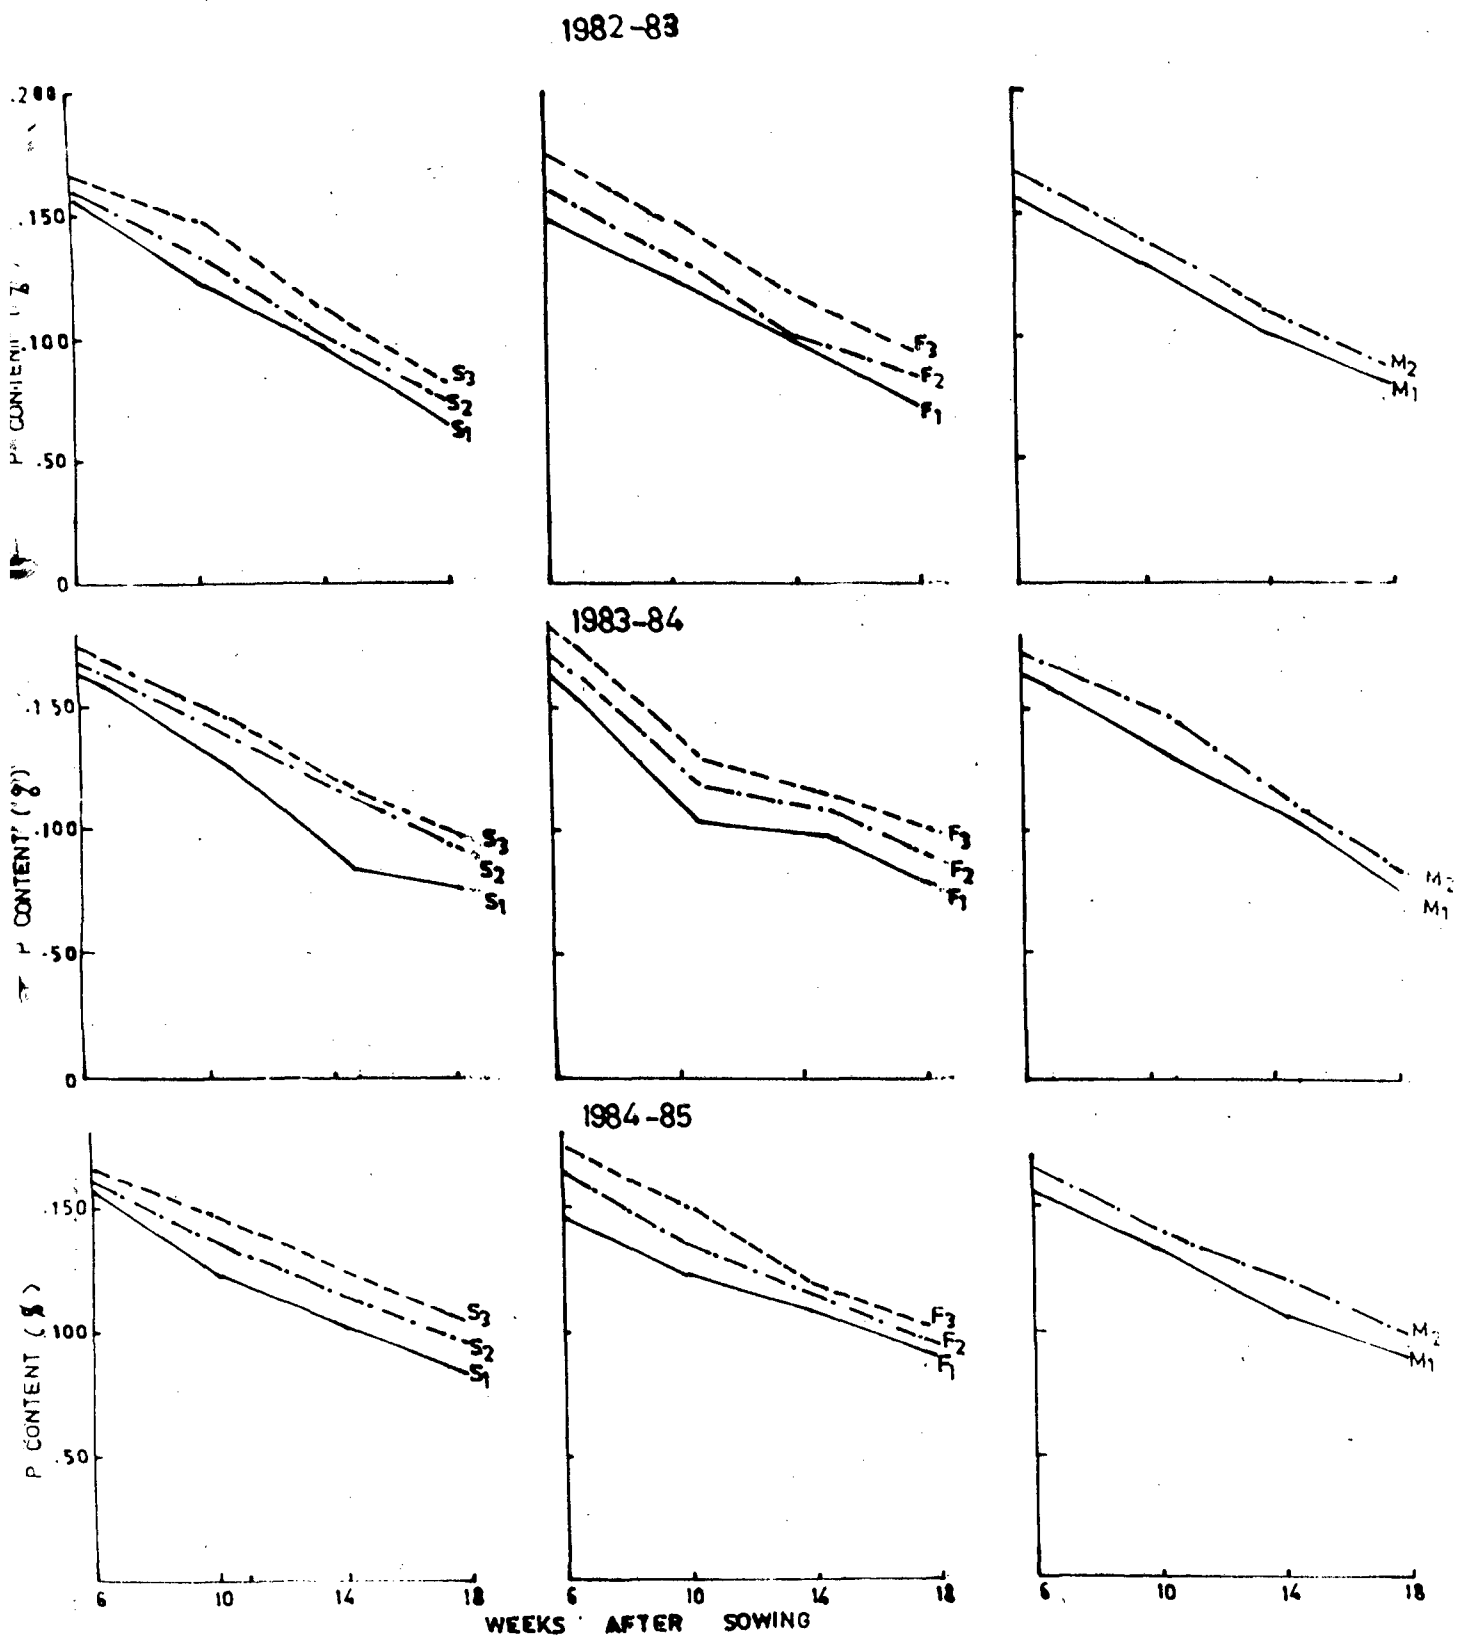 1982-83
.200
.150
.100
.50
0
P CONTENT (%)
S3
S2
S1
F3
F2
F1
M2
M1
1983-84
.150
.100
.50
0
P CONTENT (%)
S3
S2
S1
F3
F2
F1
M2
M1
1984-85
.150
.100
.50
P CONTENT (%)
S3
S2
S1
F3
F2
F1
M2
M1
6 10 14 18 6 10 14 18 6 10 14 18
WEEKS AFTER SOWING